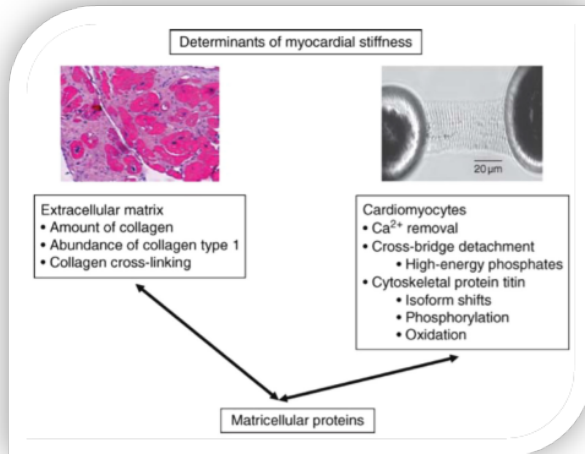 Determinants of myocardial stiffness
20 µm
Extracellular matrix
• Amount of collagen
• Abundance of collagen type 1
• Collagen cross-linking
Cardiomyocytes
• Ca²⁺ removal
• Cross-bridge detachment
• High-energy phosphates
• Cytoskeletal protein titin
• Isoform shifts
• Phosphorylation
• Oxidation
Matricellular proteins